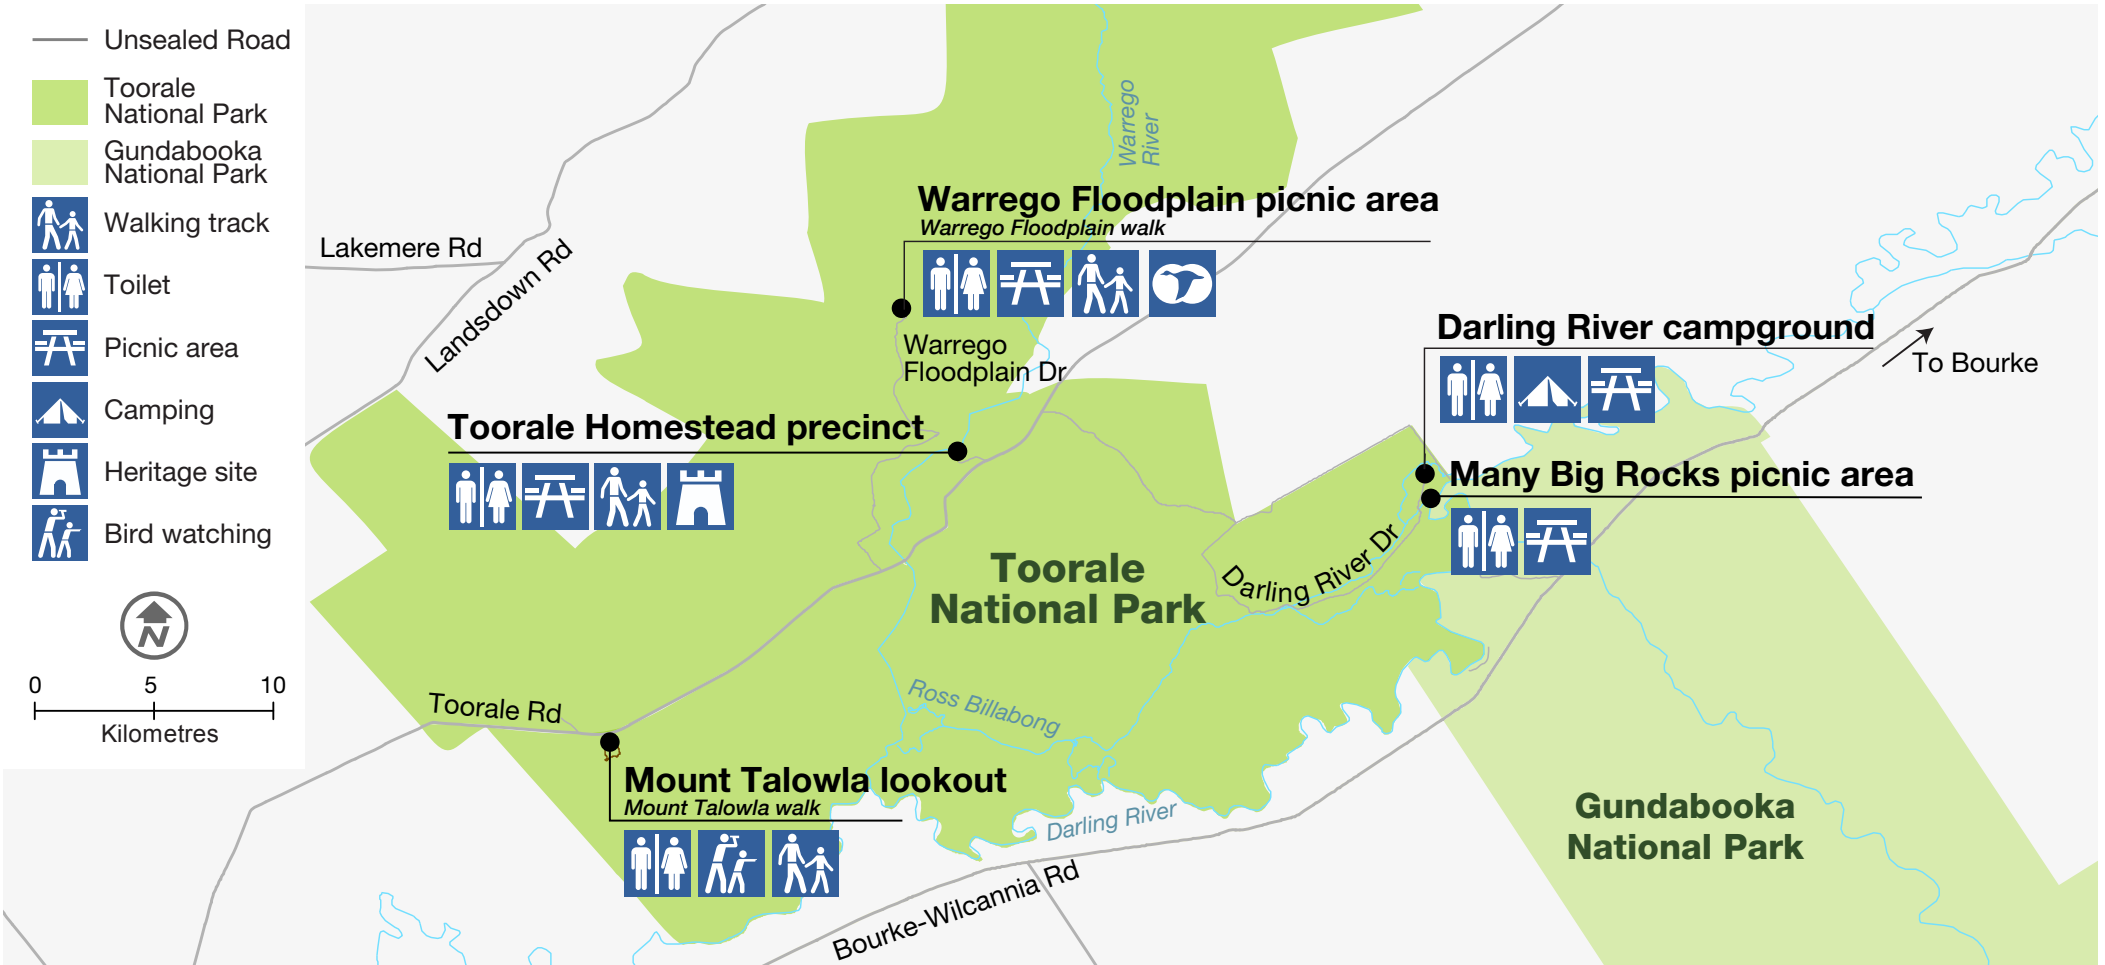 Unsealed Road
Toorale
National Park
Gundabooka
National Park
Walking track
Toilet
Picnic area
Camping
Heritage site
Bird watching
N
0 5 10
Kilometres
Warrego
River
Warrego Floodplain picnic area
Warrego Floodplain walk
Lakemere Rd
Landsdown Rd
Warrego
Floodplain Dr
Darling River campground
To Bourke
Toorale Homestead precinct
Many Big Rocks picnic area
Darling River Dr
Toorale
National Park
Ross Billabong
Toorale Rd
Mount Talowla lookout
Mount Talowla walk
Darling River
Gundabooka
National Park
Bourke-Wilcannia Rd